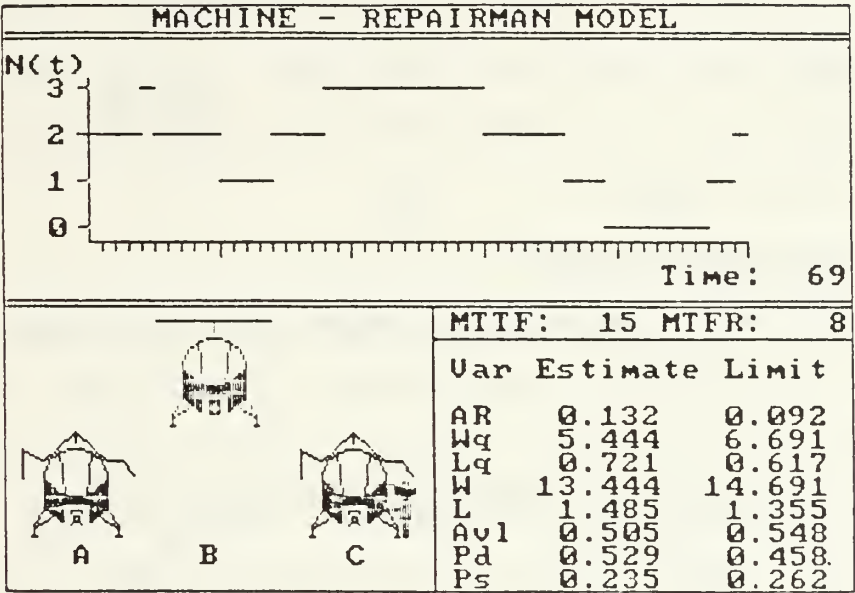 MACHINE - REPAIRMAN MODEL
N(t)
3
2
1
0
Time: 69
MTTF: 15 MTFR: 8
Var Estimate Limit
AR 0.132 0.092
Wq 5.444 6.691
Lq 0.721 0.617
W 13.444 14.691
L 1.485 1.355
Avl 0.505 0.548
Pd 0.529 0.458
Ps 0.235 0.262
A B C